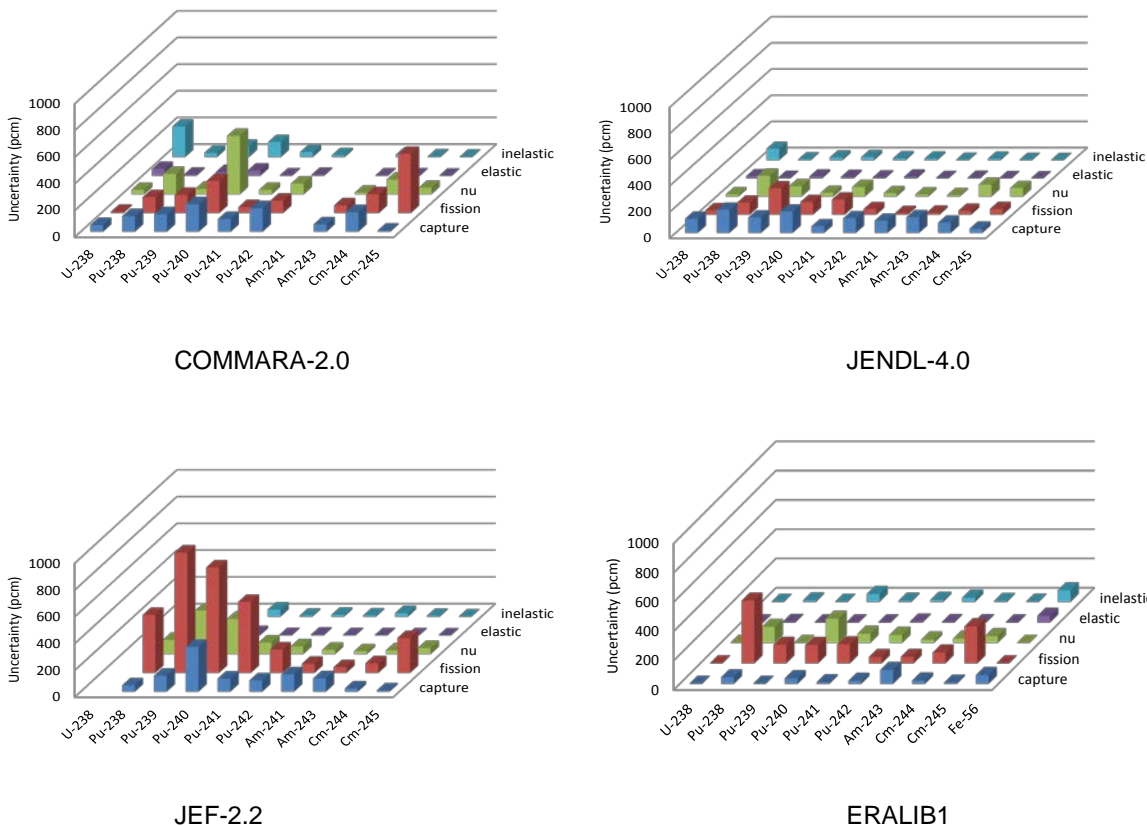 1000
800
600
400
200
0
Uncertainty (pcm)
inelastic
elastic
nu
fission
capture
U-238
Pu-238
Pu-239
Pu-240
Pu-241
Pu-242
Am-241
Am-243
Cm-244
Cm-245
COMMARA-2.0
1000
800
600
400
200
0
Uncertainty (pcm)
inelastic
elastic
nu
fission
capture
U-238
Pu-238
Pu-239
Pu-240
Pu-241
Pu-242
Am-241
Am-243
Cm-244
Cm-245
JENDL-4.0
1000
800
600
400
200
0
Uncertainty (pcm)
inelastic
elastic
nu
fission
capture
U-238
Pu-238
Pu-239
Pu-240
Pu-241
Pu-242
Am-241
Am-243
Cm-244
Cm-245
JEF-2.2
1000
800
600
400
200
0
Uncertainty (pcm)
inelastic
elastic
nu
fission
capture
U-238
Pu-238
Pu-239
Pu-240
Pu-241
Pu-242
Am-243
Cm-244
Cm-245
Fe-56
ERALIB1